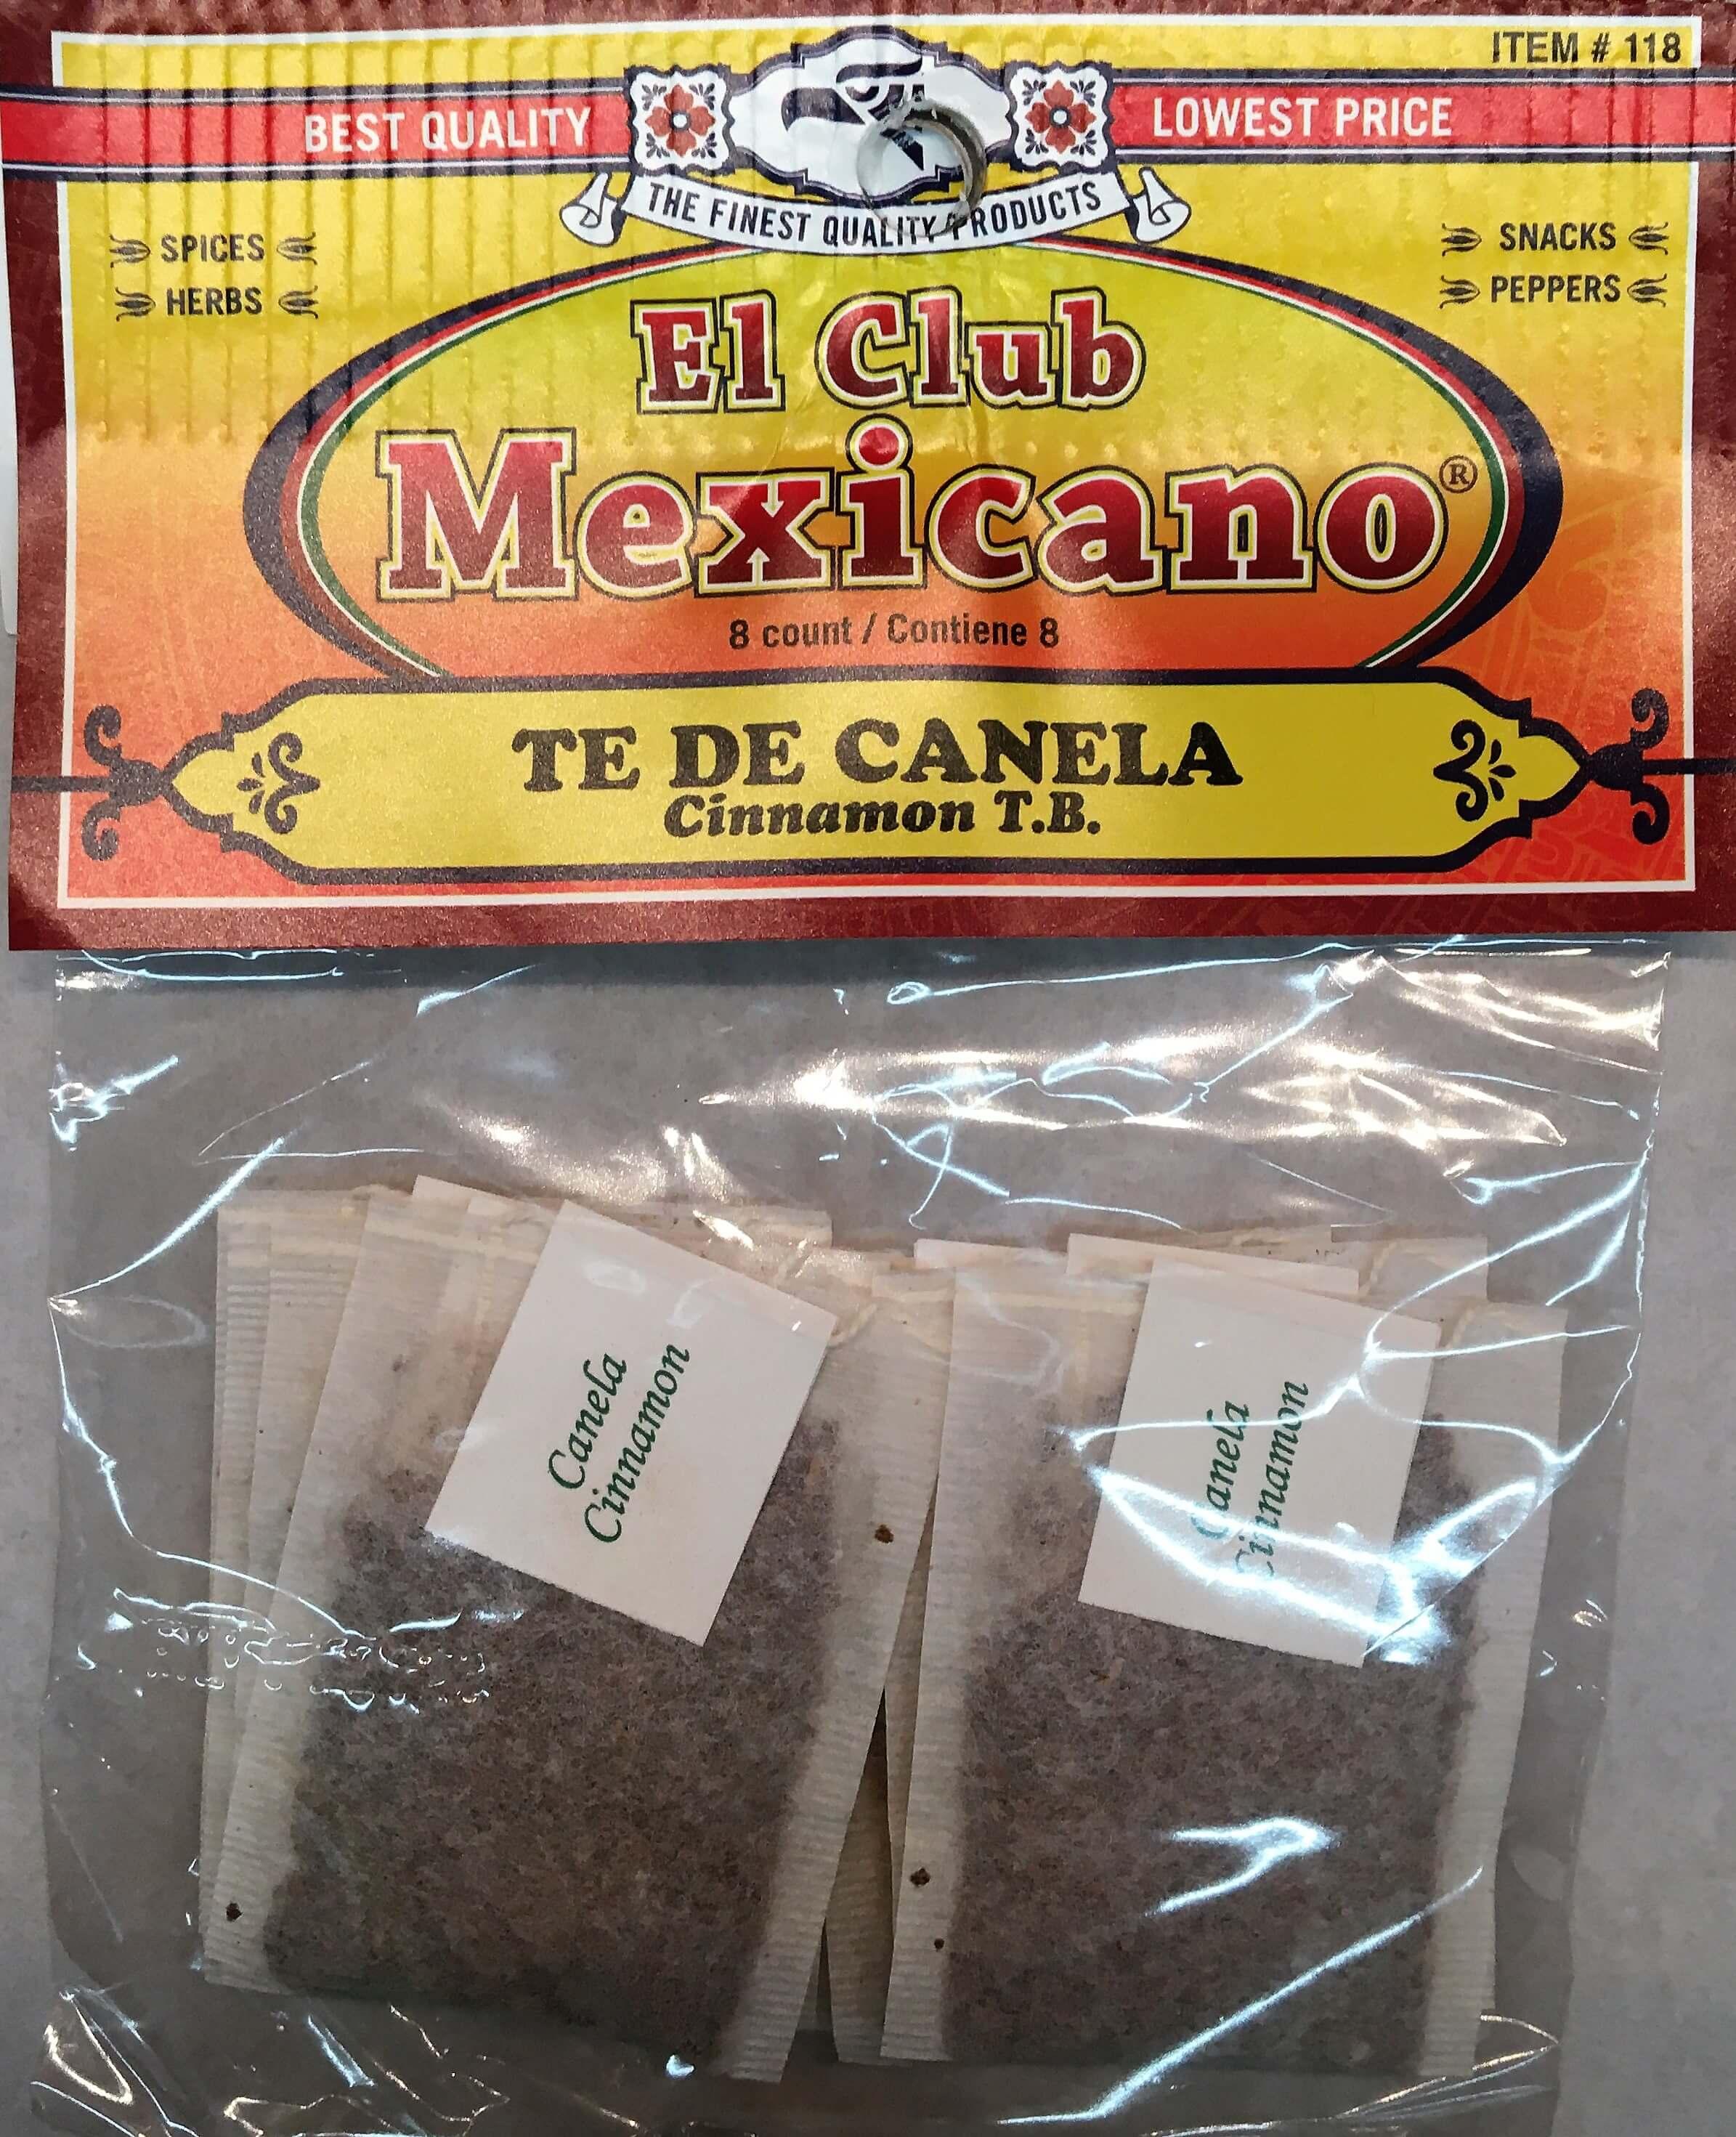 ITEM # 118
BEST QUALITY
LOWEST PRICE
THE FINEST QUALITY PRODUCTS
SPICES
HERBS
SNACKS
PEPPERS
El Club
Mexicano®
8 count / Contiene 8
TE DE CANELA
Cinnamon T.B.
Canela
Cinnamon
Canela
Cinnamon